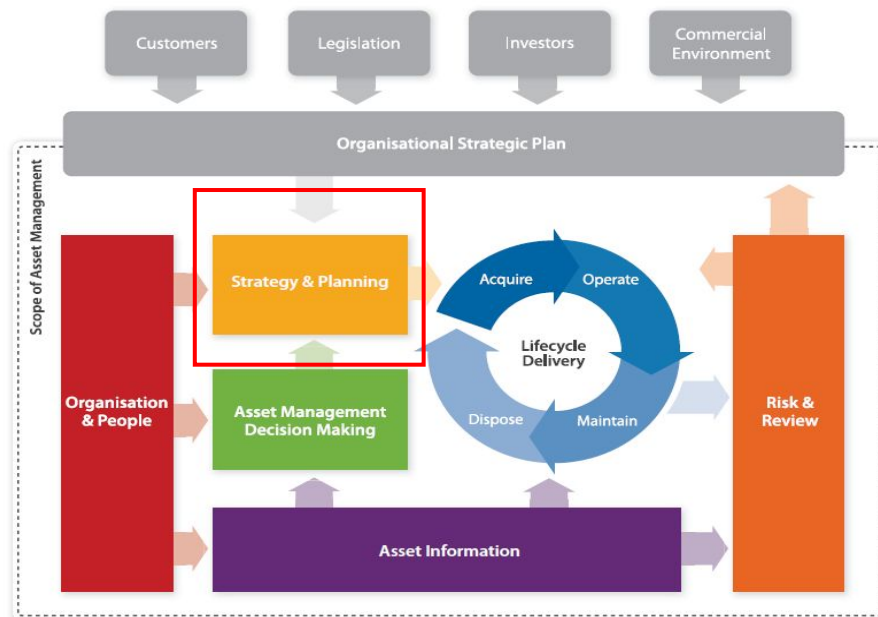 Customers
Legislation
Investors
Commercial
Environment
Organisational Strategic Plan
Scope of Asset Management
Strategy & Planning
Acquire
Operate
Lifecycle
Delivery
Organisation
& People
Asset Management
Decision Making
Dispose
Maintain
Risk &
Review
Asset Information